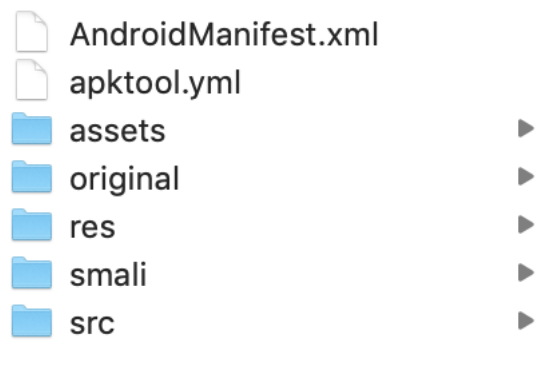 AndroidManifest.xml
apktool.yml
assets
original
res
smali
src